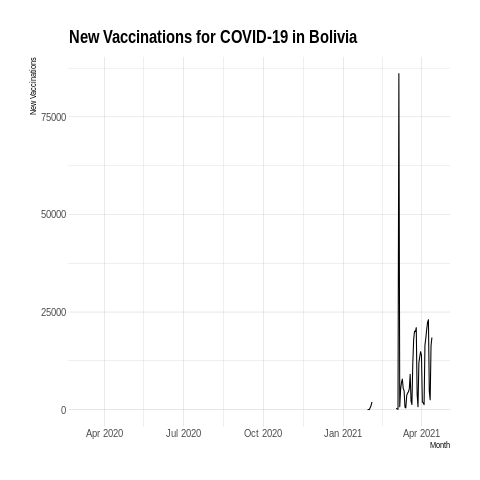 New Vaccinations for COVID-19 in Bolivia
New Vaccinations
75000
50000
25000
0
Apr 2020 Jul 2020 Oct 2020 Jan 2021 Apr 2021
Month